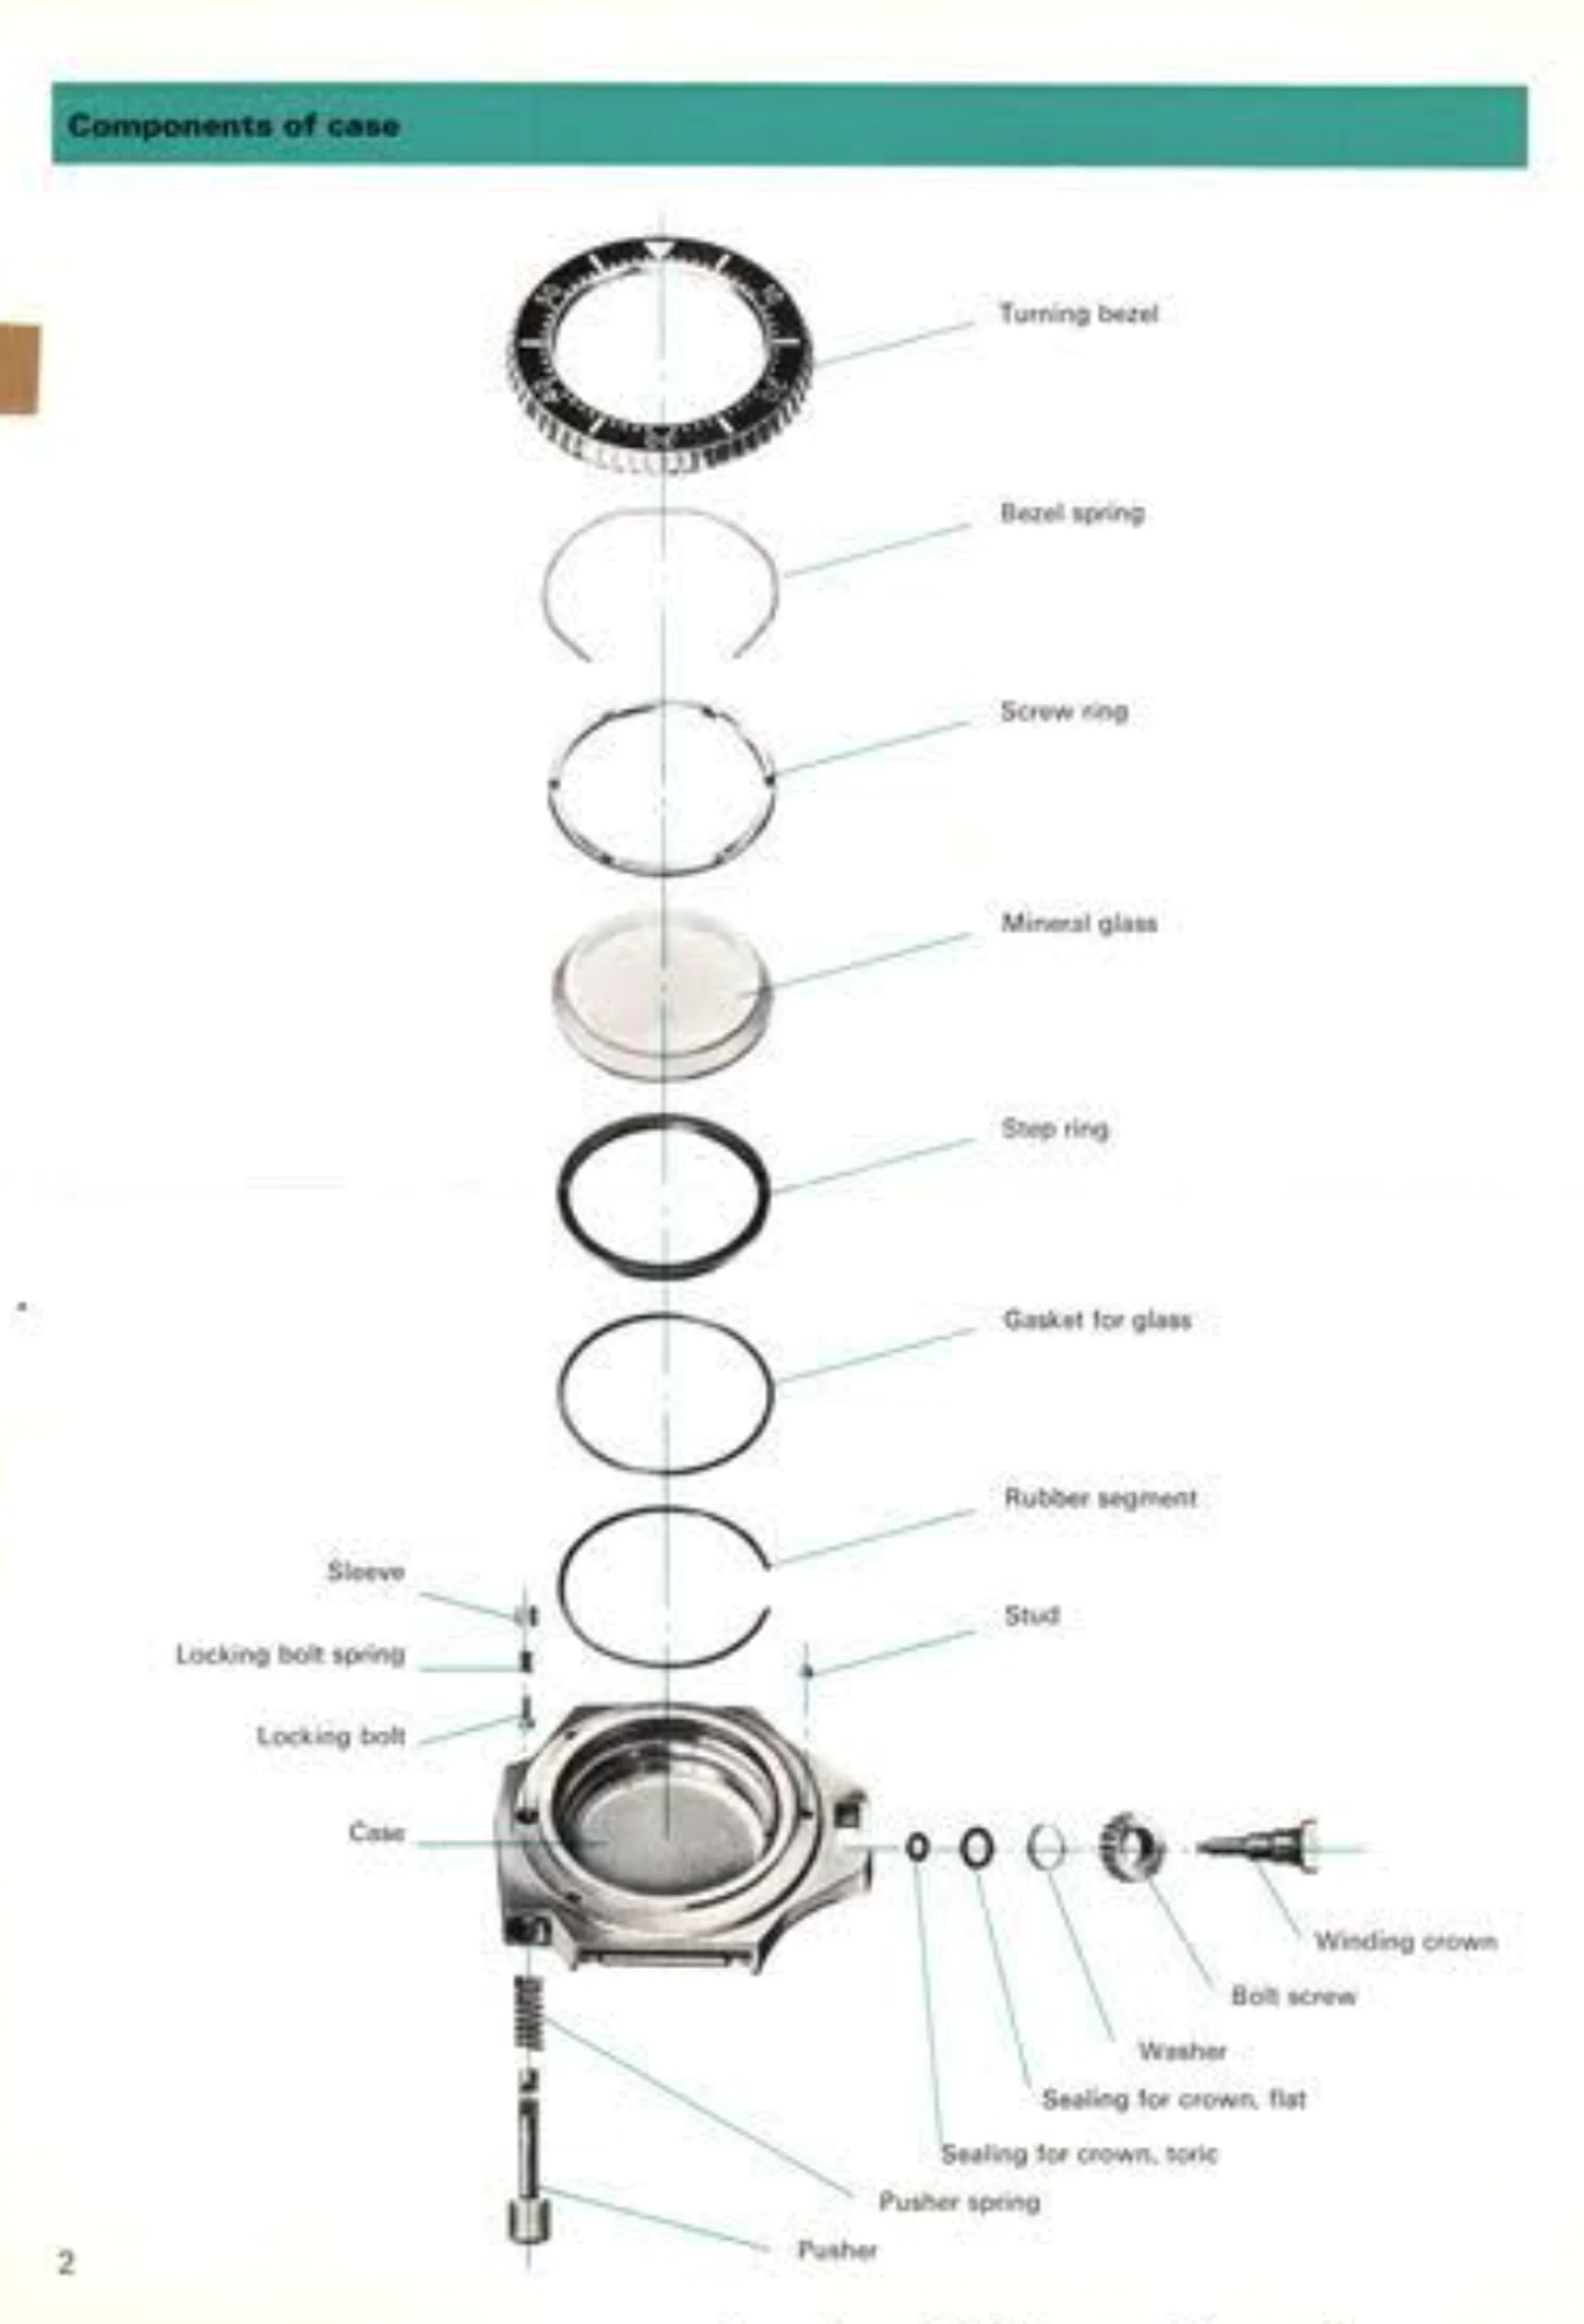 Components of case
Turning bezel
Bezel spring
Screw ring
Mineral glass
Step ring
Gasket for glass
Rubber segment
Sleeve
Stud
Locking bolt spring
Locking bolt
Case
Winding crown
Bolt screw
Washer
Sealing for crown, flat
Sealing for crown, toric
Pusher spring
Pusher
2